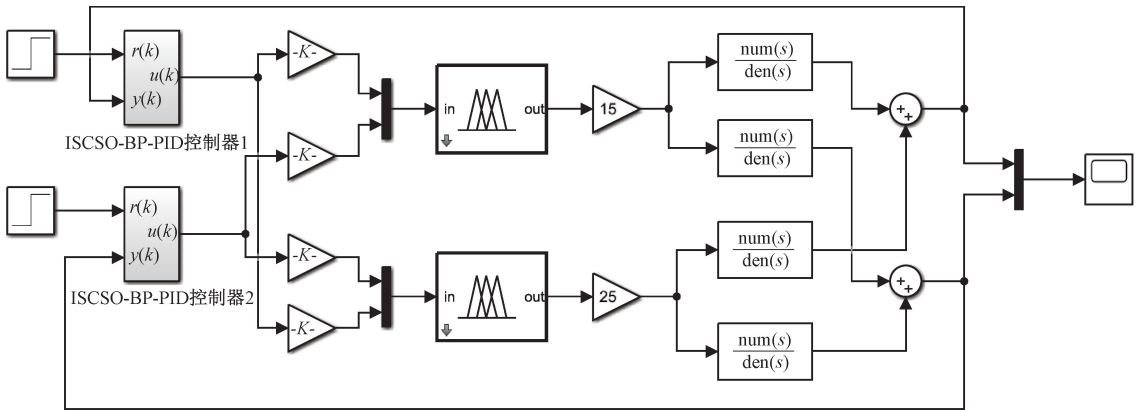 r(k)
u(k)
y(k)
ISCSO-BP-PID控制器1
-K-
-K-
in
out
15
num(s)
den(s)
num(s)
den(s)
+
+
r(k)
u(k)
y(k)
ISCSO-BP-PID控制器2
-K-
-K-
in
out
25
num(s)
den(s)
num(s)
den(s)
+
+